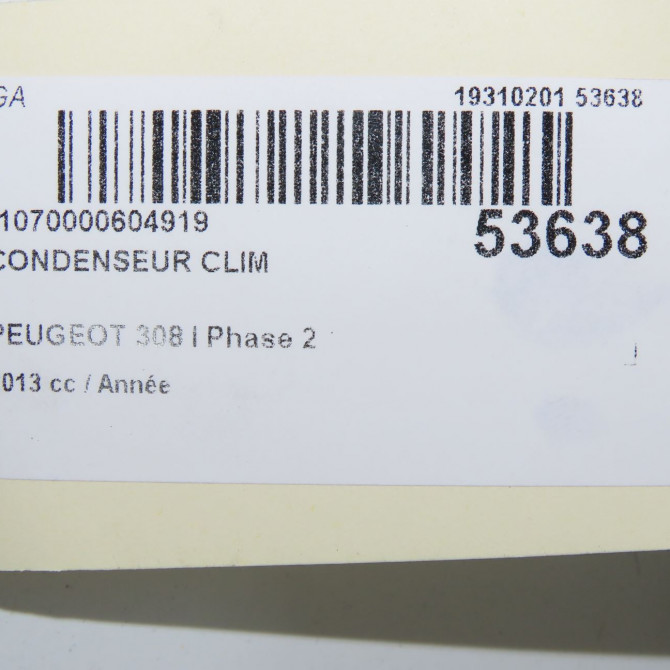 GA 19310201 53638
1070000604919
53638
CONDENSEUR CLIM
PEUGEOT 308 I Phase 2
013 cc / Année